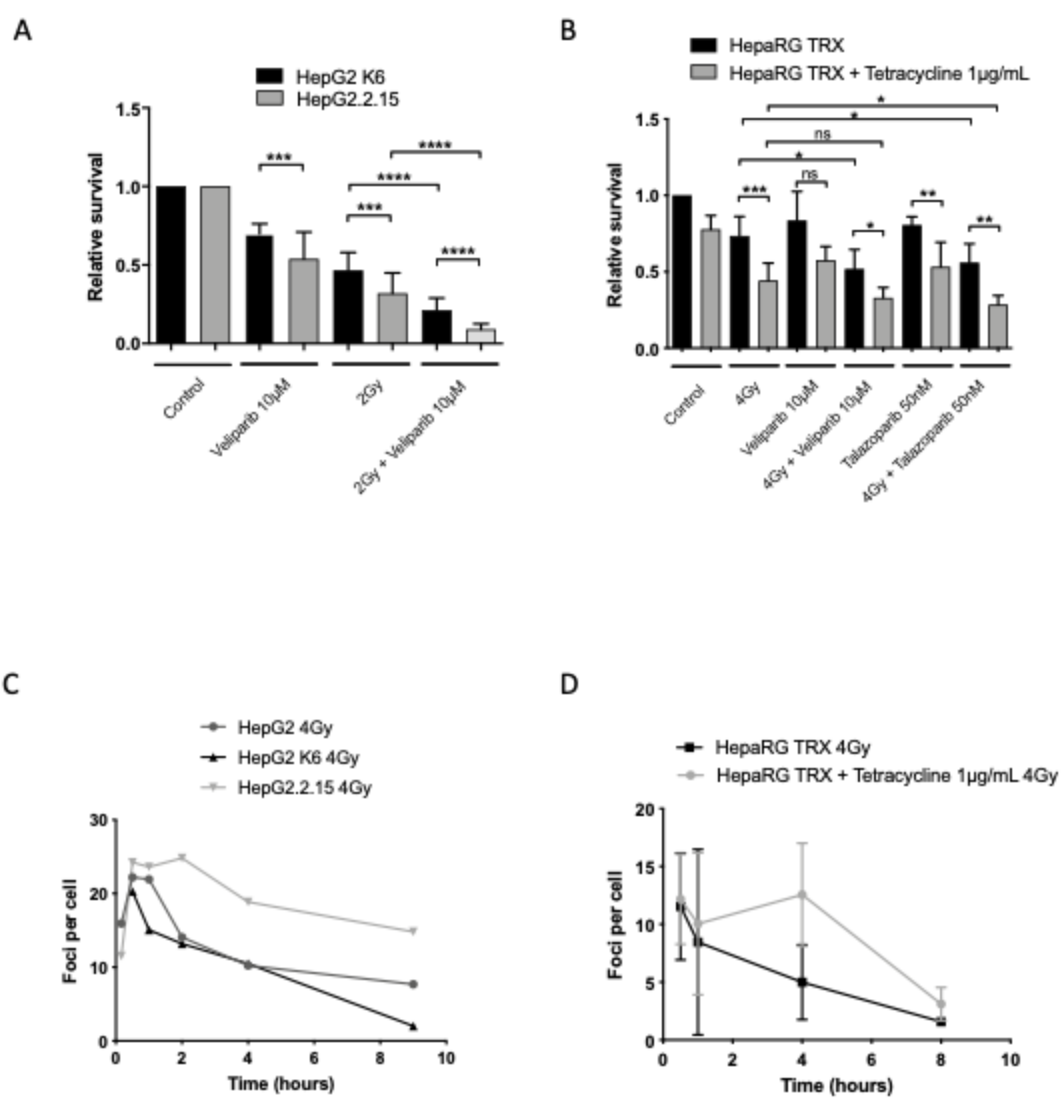 A
HepG2 K6
HepG2.2.15
Relative survival
1.5
1.0
0.5
0.0
***
****
****
***
****
Control
Veliparib 10µM
2Gy
2Gy + Veliparib 10µM
B
HepaRG TRX
HepaRG TRX + Tetracycline 1µg/mL
Relative survival
1.5
1.0
0.5
0.0
*
*
ns
*
ns
***
*
**
**
Control
4Gy
Veliparib 10µM
4Gy + Veliparib 10µM
Talazoparib 50nM
4Gy + Talazoparib 50nM
C
HepG2 4Gy
HepG2 K6 4Gy
HepG2.2.15 4Gy
Foci per cell
30
20
10
0
0 2 4 6 8 10
Time (hours)
D
HepaRG TRX 4Gy
HepaRG TRX + Tetracycline 1µg/mL 4Gy
Foci per cell
20
15
10
5
0
0 2 4 6 8 10
Time (hours)